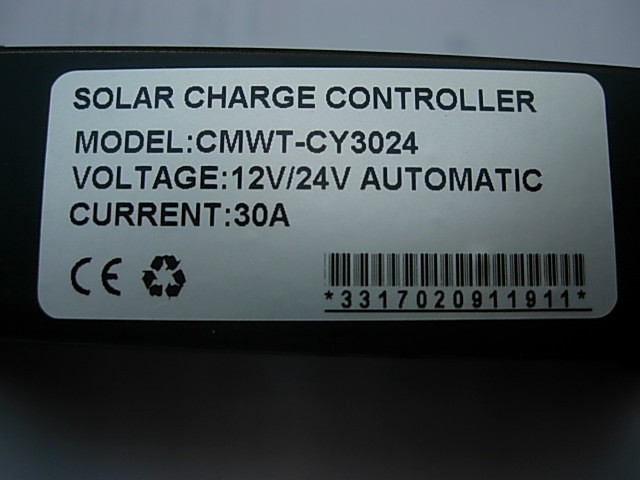 SOLAR CHARGE CONTROLLER
MODEL:CMWT-CY3024
VOLTAGE:12V/24V AUTOMATIC
CURRENT:30A
CE
*3317020911911*